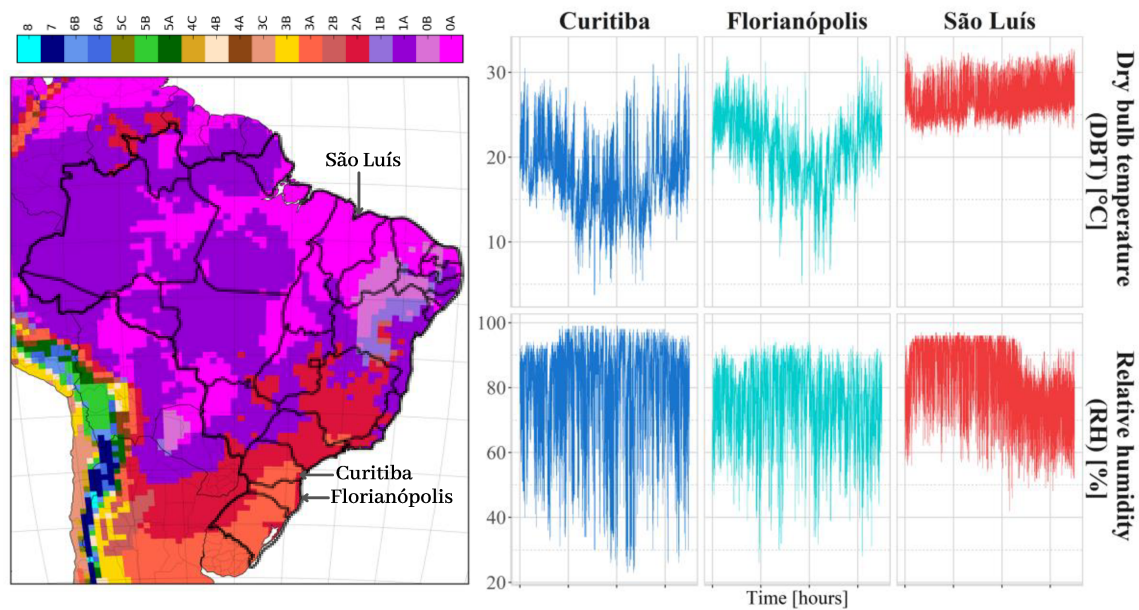 8 7 6B 6A 5C 5B 5A 4C 4B 4A 3C 3B 3A 2B 2A 1B 1A 0B 0A
São Luís
Curitiba
Florianópolis
Curitiba Florianópolis São Luís
30
20
10
Dry bulb temperature
(DBT) [°C]
100
80
60
40
20
Relative humidity
(RH) [%]
Time [hours]